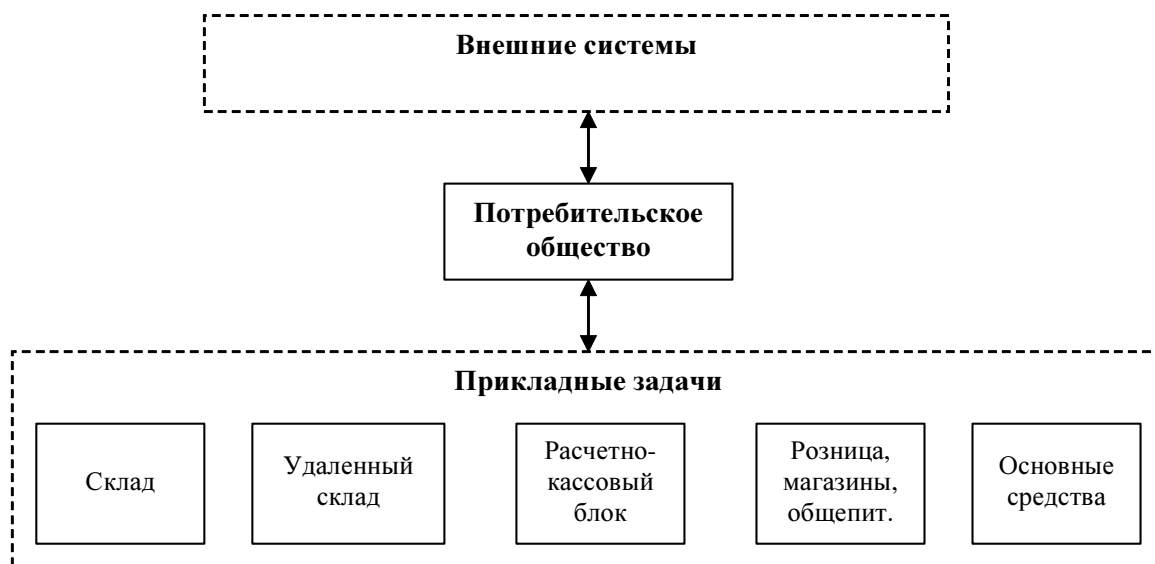 Внешние системы
Потребительское
общество
Прикладные задачи
Склад
Удаленный
склад
Расчетно-
кассовый
блок
Розница,
магазины,
общепит.
Основные
средства